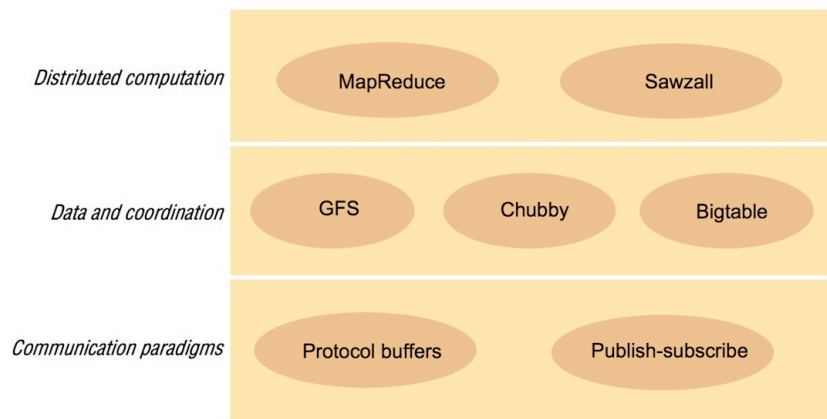 Distributed computation
MapReduce
Sawzall
Data and coordination
GFS
Chubby
Bigtable
Communication paradigms
Protocol buffers
Publish-subscribe